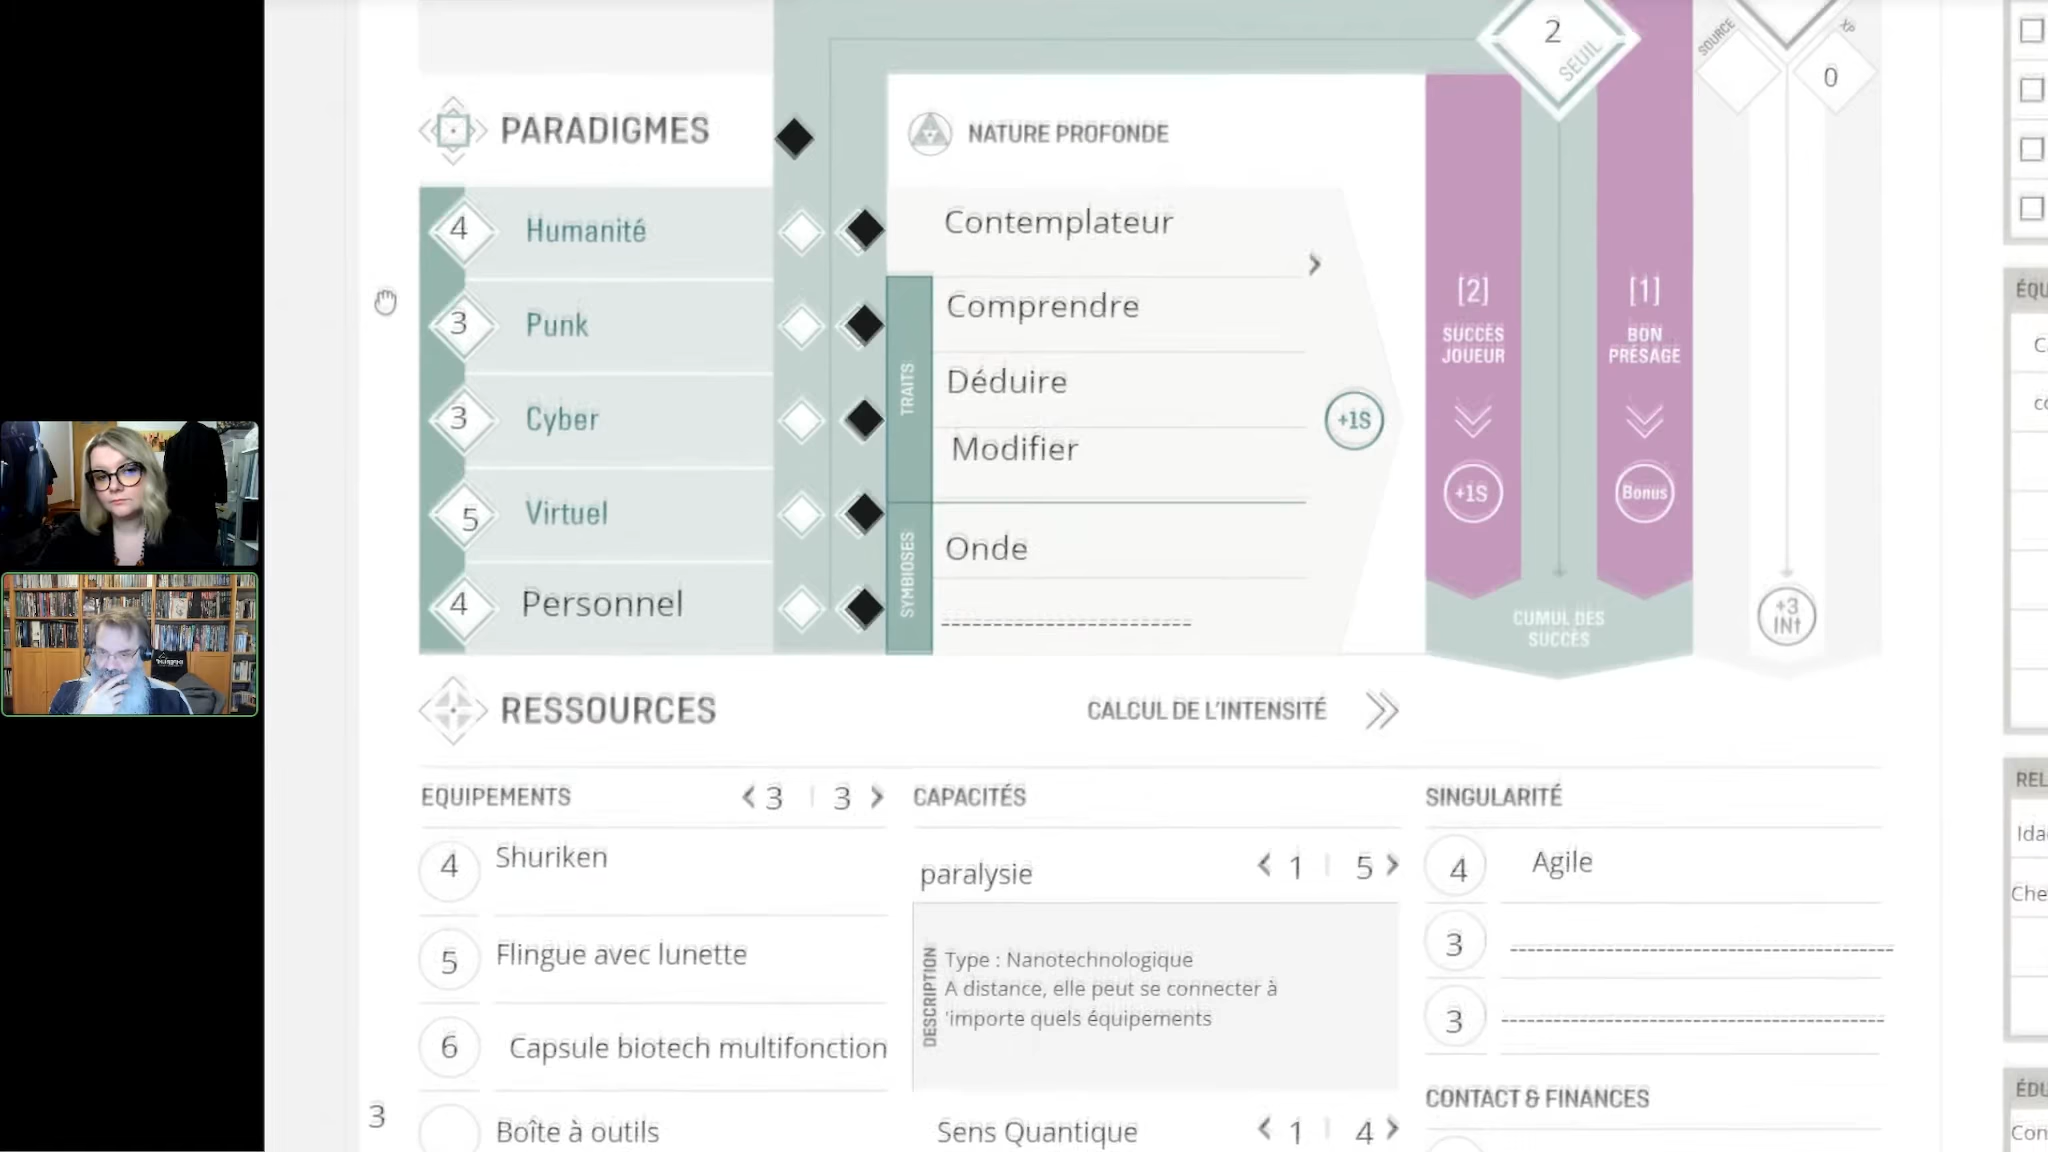 2
SEUIL
SOURCE
XP
0
PARADIGMES
NATURE PROFONDE
4 Humanité
3 Punk
3 Cyber
5 Virtuel
4 Personnel
Contemplateur
TRAITS
Comprendre
Déduire
Modifier
SYMBIOSES
Onde
+1S
[2]
SUCCÈS
JOUEUR
+1S
[1]
BON
PRÉSAGE
Bonus
CUMUL DES
SUCCÈS
+3
INt
RESSOURCES
CALCUL DE L'INTENSITÉ
EQUIPEMENTS 3 3
4 Shuriken
5 Flingue avec lunette
6 Capsule biotech multifonction
3 Boîte à outils
CAPACITÉS
paralysie 1 5
DESCRIPTION
Type : Nanotechnologique
A distance, elle peut se connecter à
'importe quels équipements
Sens Quantique 1 4
SINGULARITÉ
4 Agile
3
3
CONTACT & FINANCES